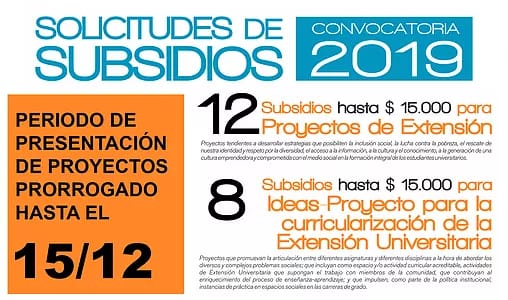 SOLICITUDES DE
SUBSIDIOS
CONVOCATORIA
2019
PERIODO DE
PRESENTACIÓN
DE PROYECTOS
PRORROGADO
HASTA EL
15/12
12 Subsidios hasta $ 15.000 para
Proyectos de Extensión
Proyectos tendientes a desarrollar estrategias que posibiliten la inclusión social, la lucha contra la pobreza, el rescate de
nuestra identidad y respeto por la diversidad, el acceso a la información, a la cultura y el conocimiento, a la generación de una
cultura emprendedora y comprometida con el medio social en la formación integral de los estudiantes universitarios.
8 Subsidios hasta $ 15.000 para
Ideas-Proyecto para la
curricularización de la
Extensión Universitaria
Proyectos que promuevan la articulación entre diferentes asignaturas y diferentes disciplinas a la hora de abordar los
diversos y complejos problemas sociales; que incluyan como espacio y/o actividad curricular acreditable, actividades de
Extensión Universitaria que supongan el trabajo con miembros de la comunidad, que contribuyan al
enriquecimiento del proceso de enseñanza-aprendizaje; y que impulsen, como parte de la política institucional,
instancias de práctica en espacios sociales en las carreras de grado.